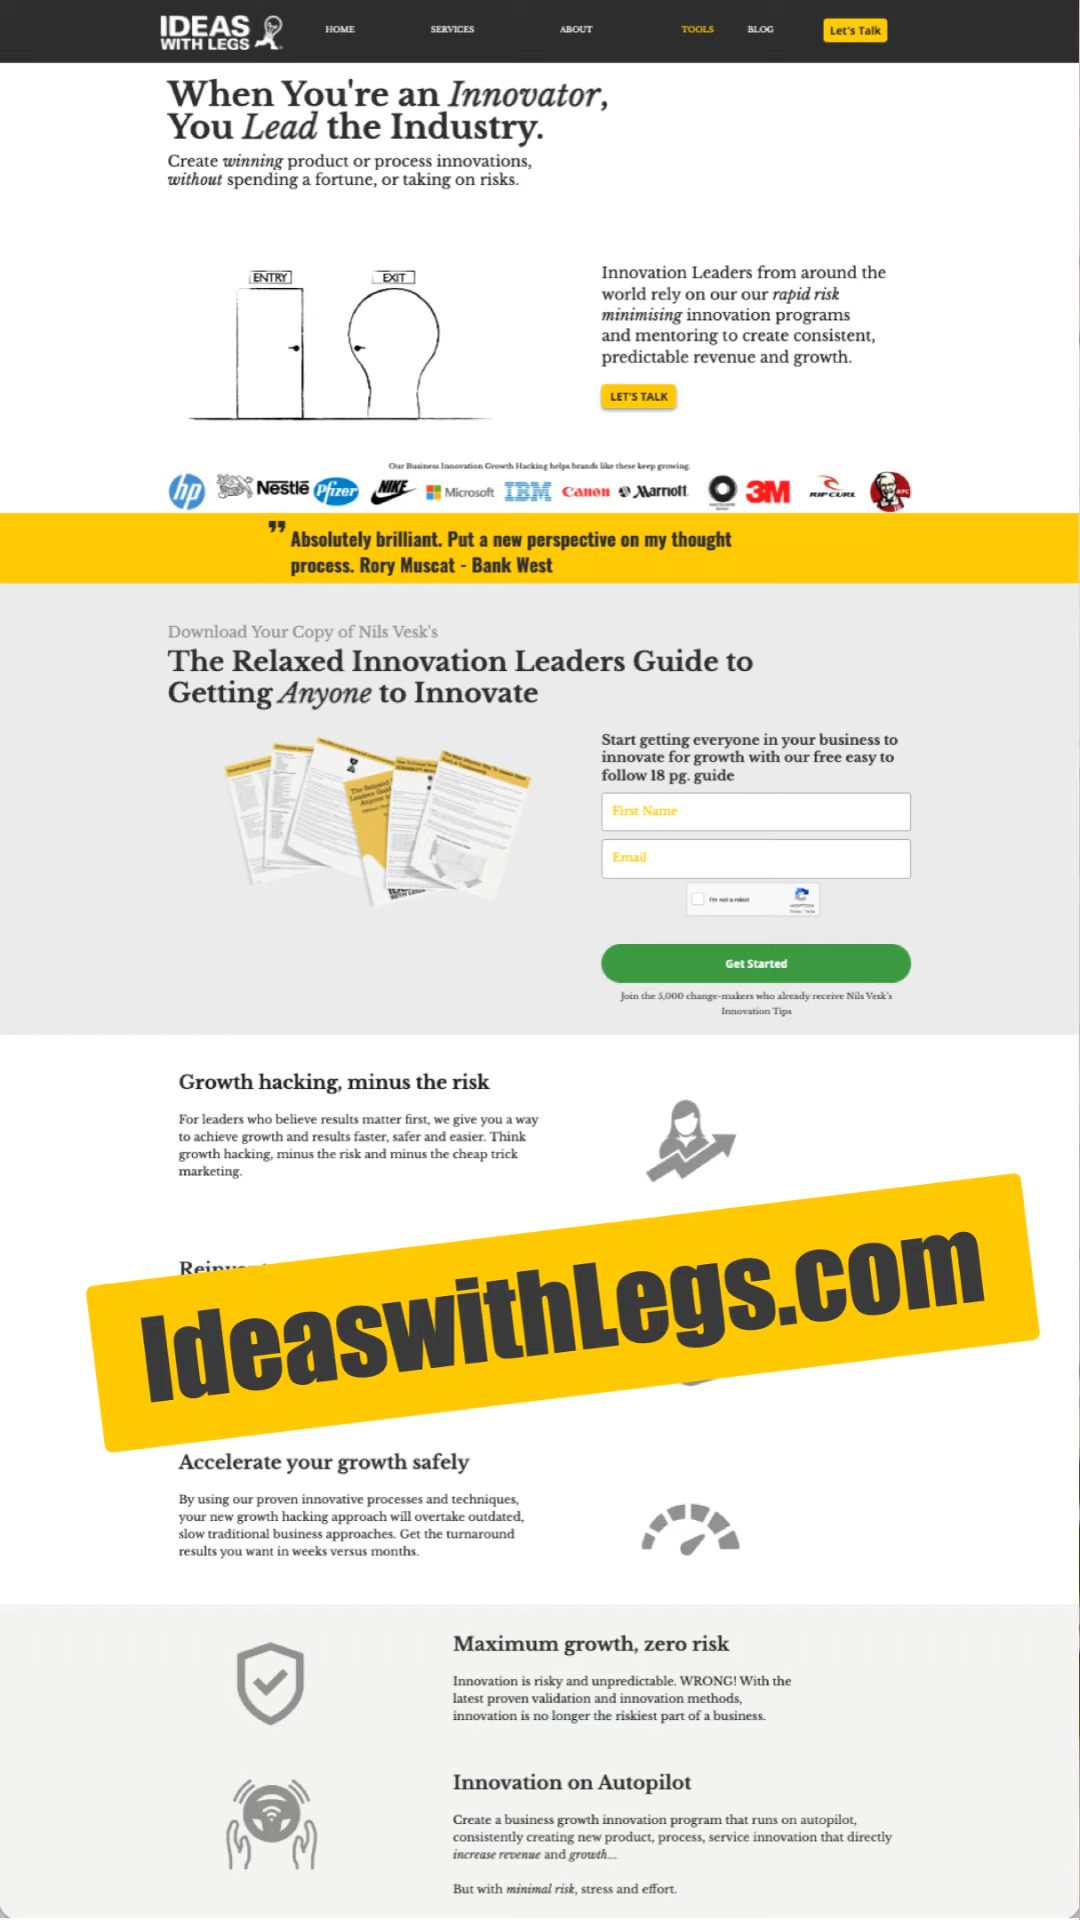 IDEAS
WITH LEGS
HOME
SERVICES
ABOUT
TOOLS
BLOG
Let's Talk
When You're an Innovator,
You Lead the Industry.
Create winning product or process innovations,
without spending a fortune, or taking on risks.
ENTRY
EXIT
Innovation Leaders from around the
world rely on our our rapid risk
minimising innovation programs
and mentoring to create consistent,
predictable revenue and growth.
LET'S TALK
Our Business Innovation Growth Hacking helps brands like these keep growing.
hp
Nestlé
Pfizer
NIKE
Microsoft
IBM
Canon
Marriott
3M
RIP CURL
KFC
" Absolutely brilliant. Put a new perspective on my thought
process. Rory Muscat - Bank West
Download Your Copy of Nils Vesk's
The Relaxed Innovation Leaders Guide to
Getting Anyone to Innovate
Start getting everyone in your business to
innovate for growth with our free easy to
follow 18 pg. guide
First Name
Email
I'm not a robot
reCAPTCHA
Privacy - Terms
Get Started
Join the 5,000 change-makers who already receive Nils Vesk's
Innovation Tips
Growth hacking, minus the risk
For leaders who believe results matter first, we give you a way
to achieve growth and results faster, safer and easier. Think
growth hacking, minus the risk and minus the cheap trick
marketing.
IdeaswithLegs.com
Accelerate your growth safely
By using our proven innovative processes and techniques,
your new growth hacking approach will overtake outdated,
slow traditional business approaches. Get the turnaround
results you want in weeks versus months.
Maximum growth, zero risk
Innovation is risky and unpredictable. WRONG! With the
latest proven validation and innovation methods,
innovation is no longer the riskiest part of a business.
Innovation on Autopilot
Create a business growth innovation program that runs on autopilot,
consistently creating new product, process, service innovation that directly
increase revenue and growth...
But with minimal risk, stress and effort.